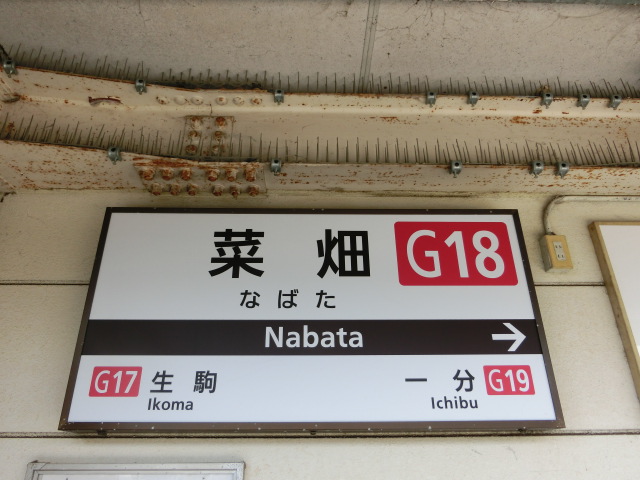 菜畑 G18
なばた
Nabata →
G17 生駒 一分 G19
Ikoma Ichibu